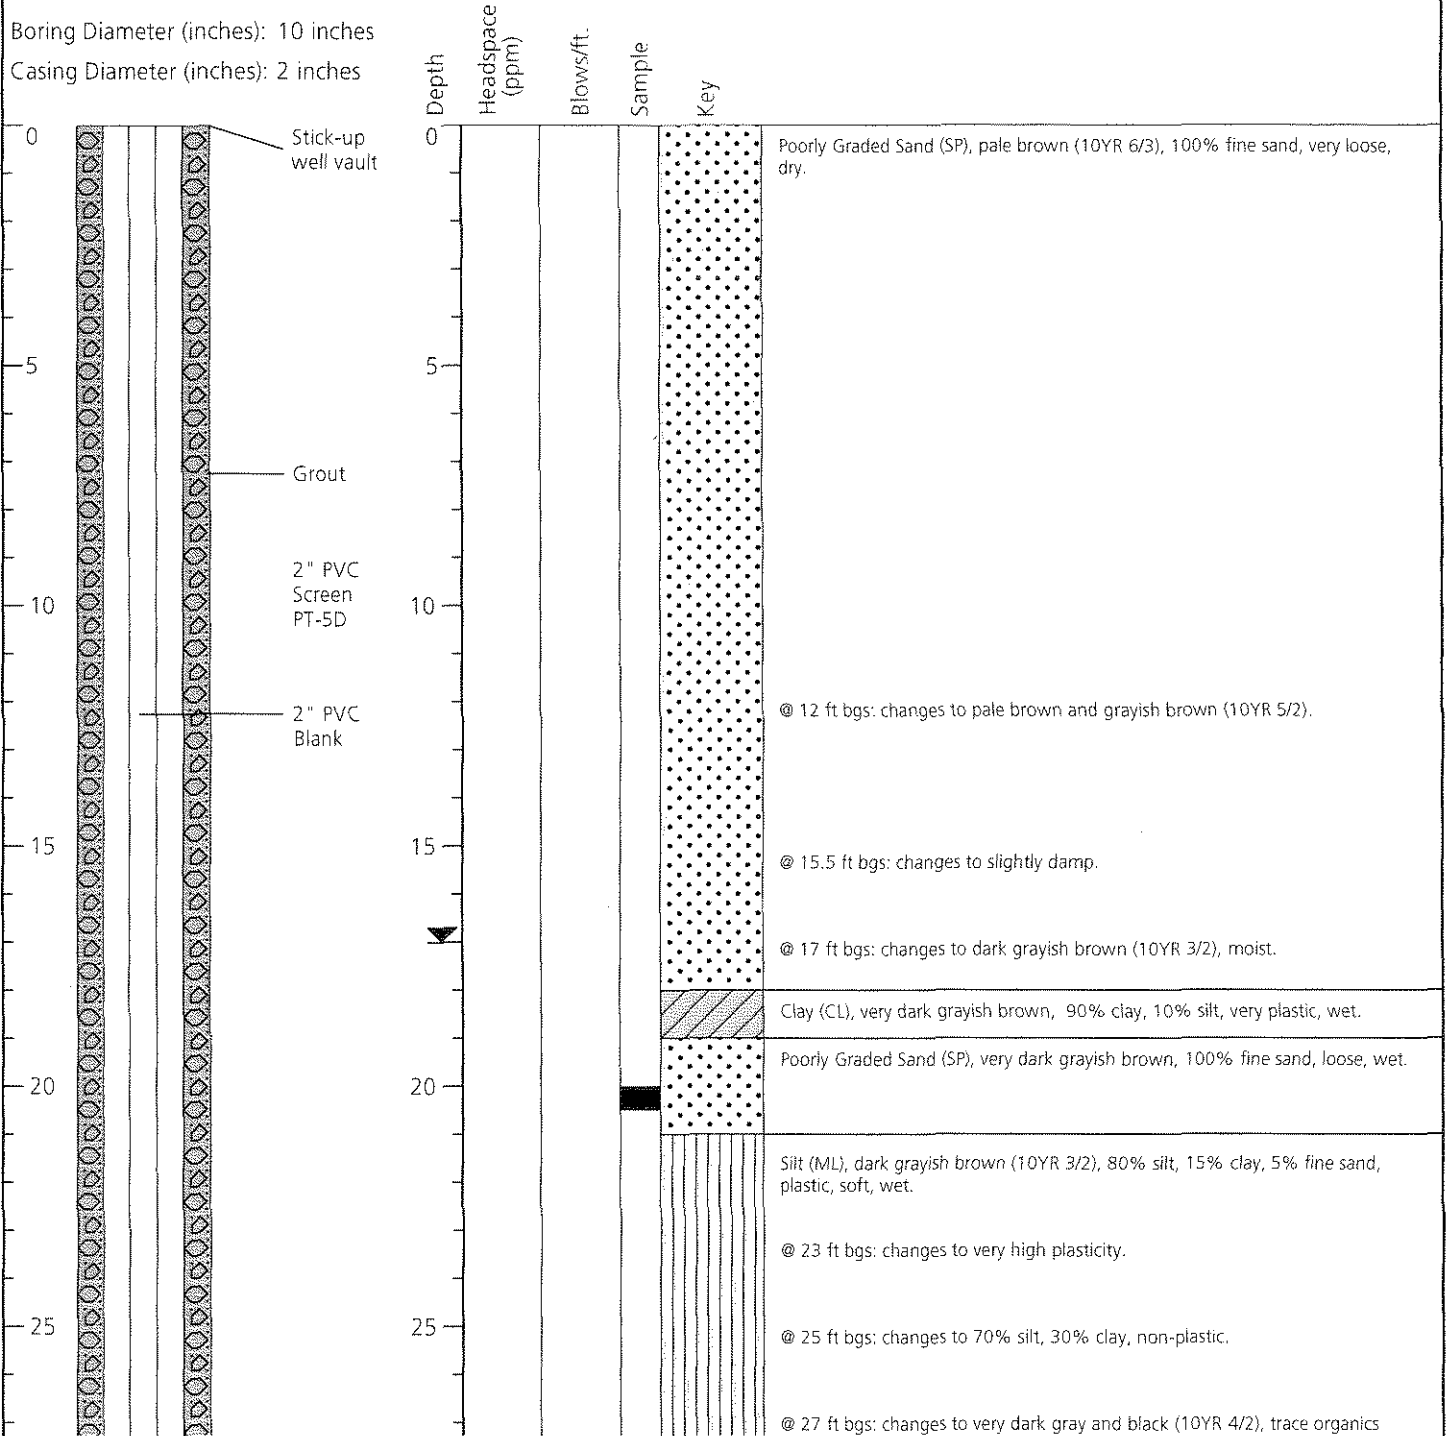 Boring Diameter (inches): 10 inches
Casing Diameter (inches): 2 inches
Depth
Headspace
(ppm)
Blows/ft.
Sample
Key
0
Stick-up
well vault
0
Poorly Graded Sand (SP), pale brown (10YR 6/3), 100% fine sand, very loose,
dry.
5
5
Grout
2" PVC
Screen
PT-5D
10
10
2" PVC
Blank
@ 12 ft bgs: changes to pale brown and grayish brown (10YR 5/2).
15
15
@ 15.5 ft bgs: changes to slightly damp.
@ 17 ft bgs: changes to dark grayish brown (10YR 3/2), moist.
Clay (CL), very dark grayish brown, 90% clay, 10% silt, very plastic, wet.
Poorly Graded Sand (SP), very dark grayish brown, 100% fine sand, loose, wet.
20
20
Silt (ML), dark grayish brown (10YR 3/2), 80% silt, 15% clay, 5% fine sand,
plastic, soft, wet.
@ 23 ft bgs: changes to very high plasticity.
25
25
@ 25 ft bgs: changes to 70% silt, 30% clay, non-plastic.
@ 27 ft bgs: changes to very dark gray and black (10YR 4/2), trace organics